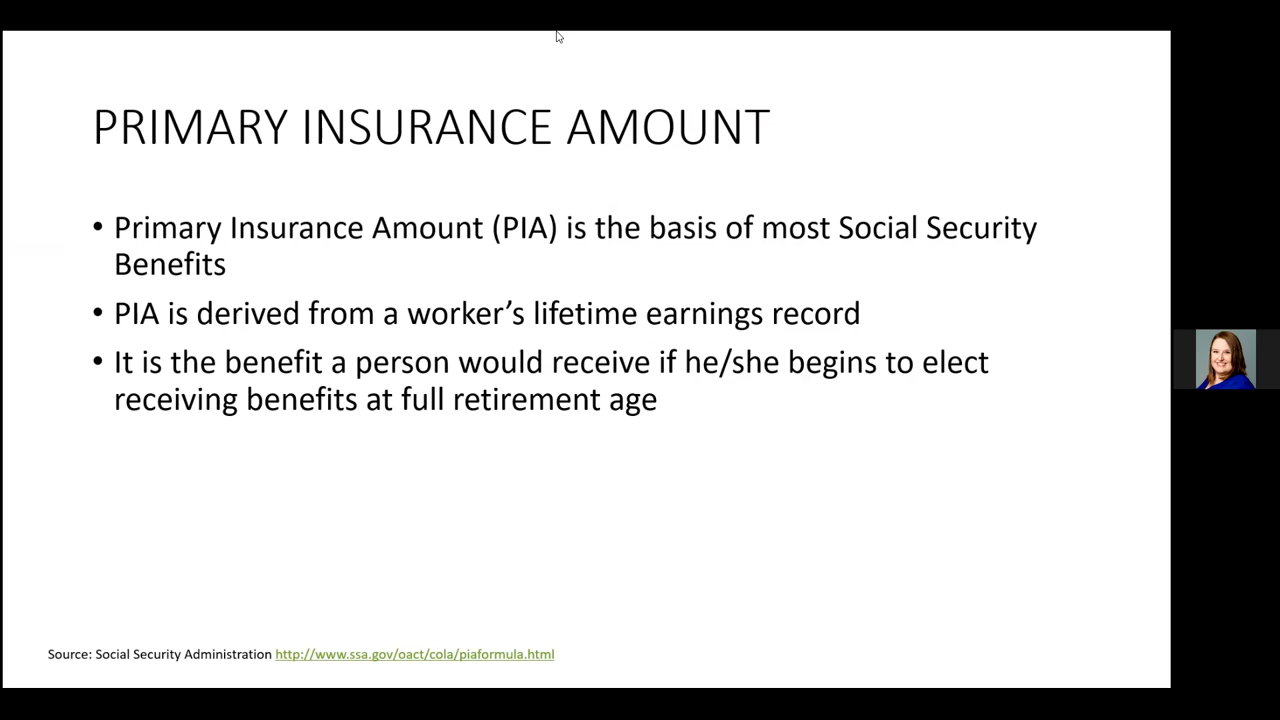 PRIMARY INSURANCE AMOUNT
• Primary Insurance Amount (PIA) is the basis of most Social Security
Benefits
• PIA is derived from a worker’s lifetime earnings record
• It is the benefit a person would receive if he/she begins to elect
receiving benefits at full retirement age
Source: Social Security Administration http://www.ssa.gov/oact/cola/piaformula.html